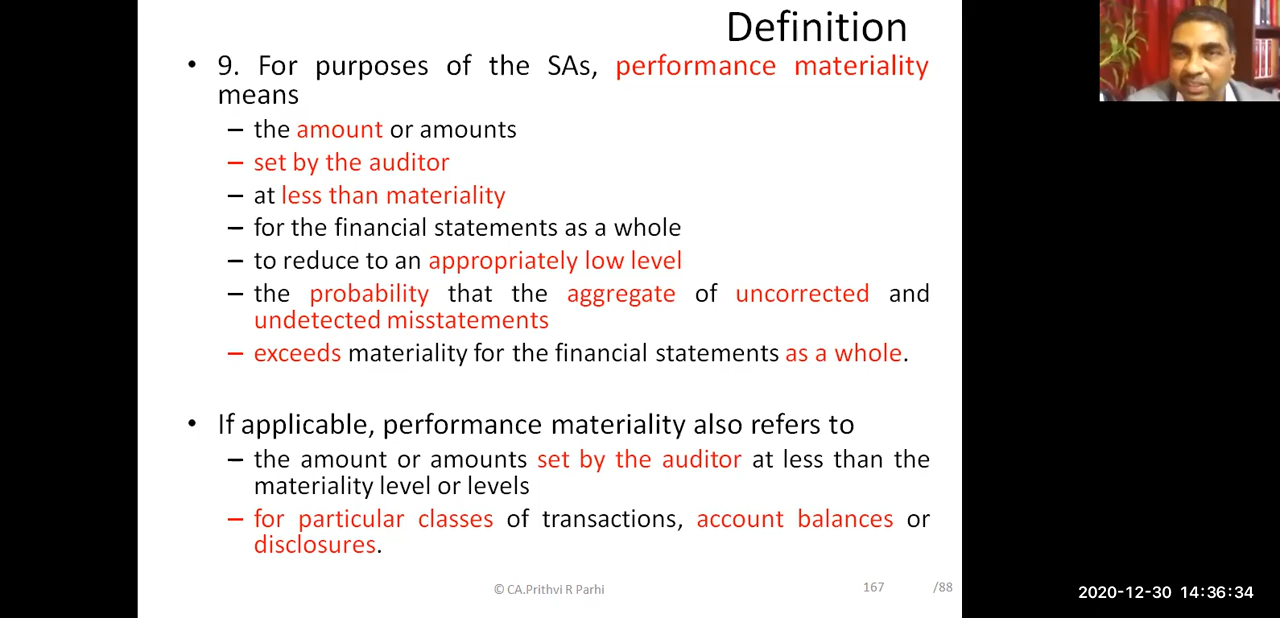 Definition
• 9. For purposes of the SAs, performance materiality
means
– the amount or amounts
– set by the auditor
– at less than materiality
– for the financial statements as a whole
– to reduce to an appropriately low level
– the probability that the aggregate of uncorrected and
undetected misstatements
– exceeds materiality for the financial statements as a whole.
• If applicable, performance materiality also refers to
– the amount or amounts set by the auditor at less than the
materiality level or levels
– for particular classes of transactions, account balances or
disclosures.
© CA.Prithvi R Parhi
167
/88
2020-12-30 14:36:34